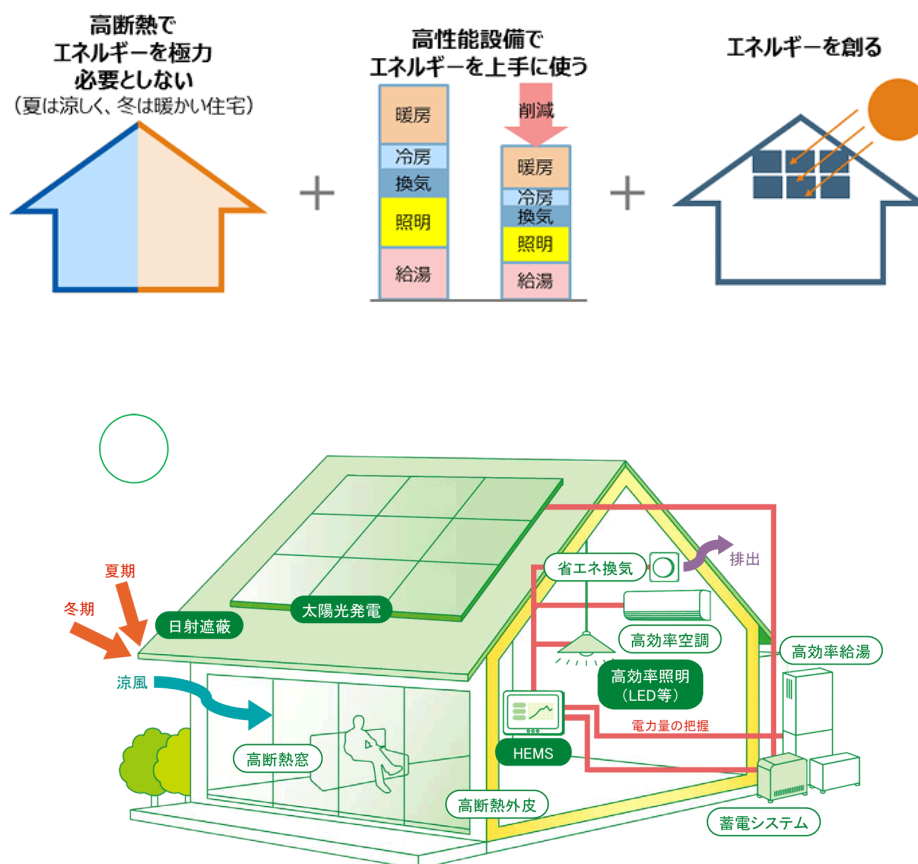 高断熱で
エネルギーを極力
必要としない
（夏は涼しく、冬は暖かい住宅）
高性能設備で
エネルギーを上手に使う
エネルギーを創る
暖房
冷房
換気
照明
給湯
削減
暖房
冷房
換気
照明
給湯
夏期
冬期
日射遮蔽
太陽光発電
涼風
高断熱窓
高断熱外皮
省エネ換気
排出
高効率空調
高効率照明
（LED等）
高効率給湯
電力量の把握
HEMS
蓄電システム